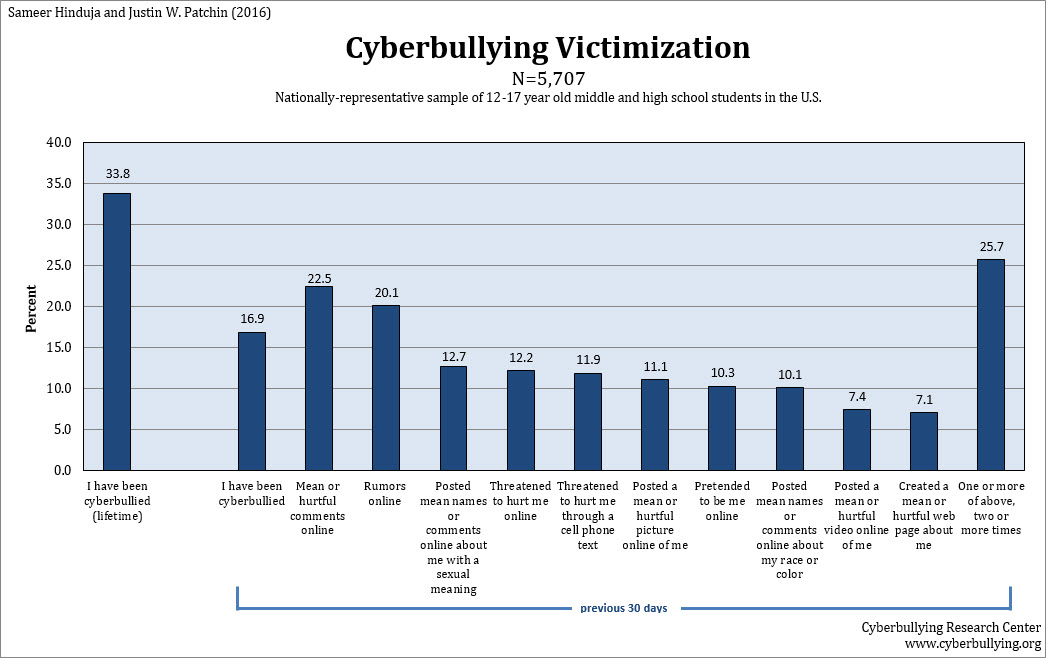 Sameer Hinduja and Justin W. Patchin (2016)
Cyberbullying Victimization
N=5,707
Nationally-representative sample of 12-17 year old middle and high school students in the U.S.
Percent
40.0
35.0
30.0
25.0
20.0
15.0
10.0
5.0
0.0
33.8
16.9
22.5
20.1
12.7
12.2
11.9
11.1
10.3
10.1
7.4
7.1
25.7
I have been
cyberbullied
(lifetime)
I have been
cyberbullied
Mean or
hurtful
comments
online
Rumors
online
Posted
mean names
or
comments
online about
me with a
sexual
meaning
Threatened
to hurt me
online
Threatened
to hurt me
through a
cell phone
text
Posted a
mean or
hurtful
picture
online of me
Pretended
to be me
online
Posted
mean names
or
comments
online about
my race or
color
Posted a
mean or
hurtful
video online
of me
Created a
mean or
hurtful web
page about
me
One or more
of above,
two or
more times
previous 30 days
Cyberbullying Research Center
www.cyberbullying.org